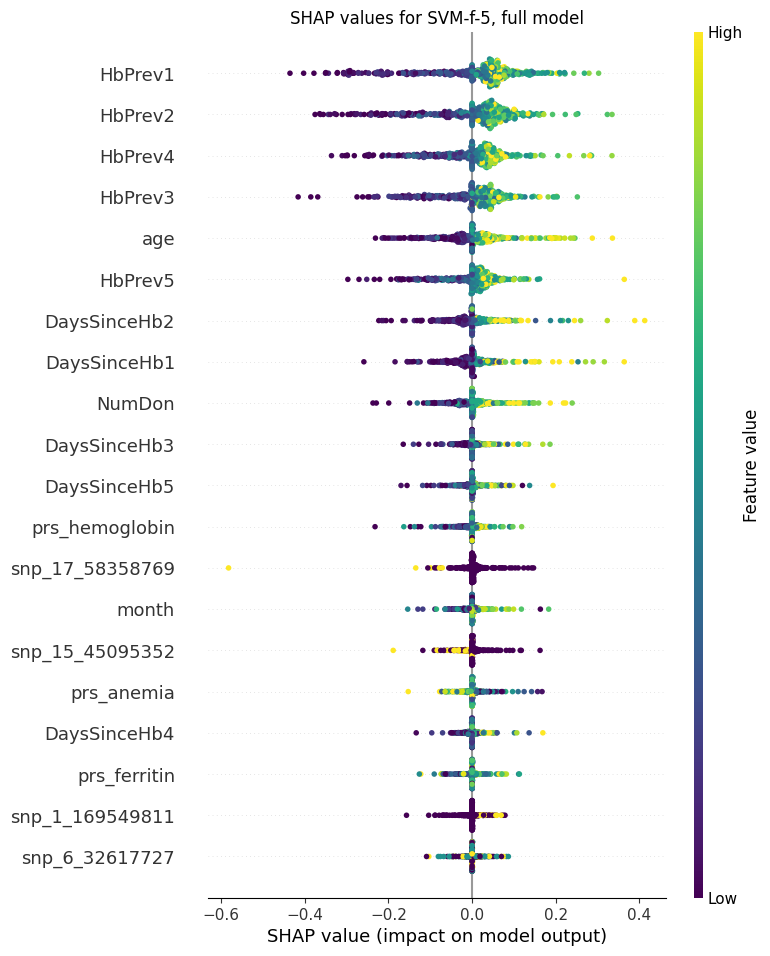 SHAP values for SVM-f-5, full model
High
HbPrev1
HbPrev2
HbPrev4
HbPrev3
age
HbPrev5
DaysSinceHb2
DaysSinceHb1
NumDon
DaysSinceHb3
DaysSinceHb5
prs_hemoglobin
snp_17_58358769
month
snp_15_45095352
prs_anemia
DaysSinceHb4
prs_ferritin
snp_1_169549811
snp_6_32617727
Feature value
Low
−0.6 −0.4 −0.2 0.0 0.2 0.4
SHAP value (impact on model output)